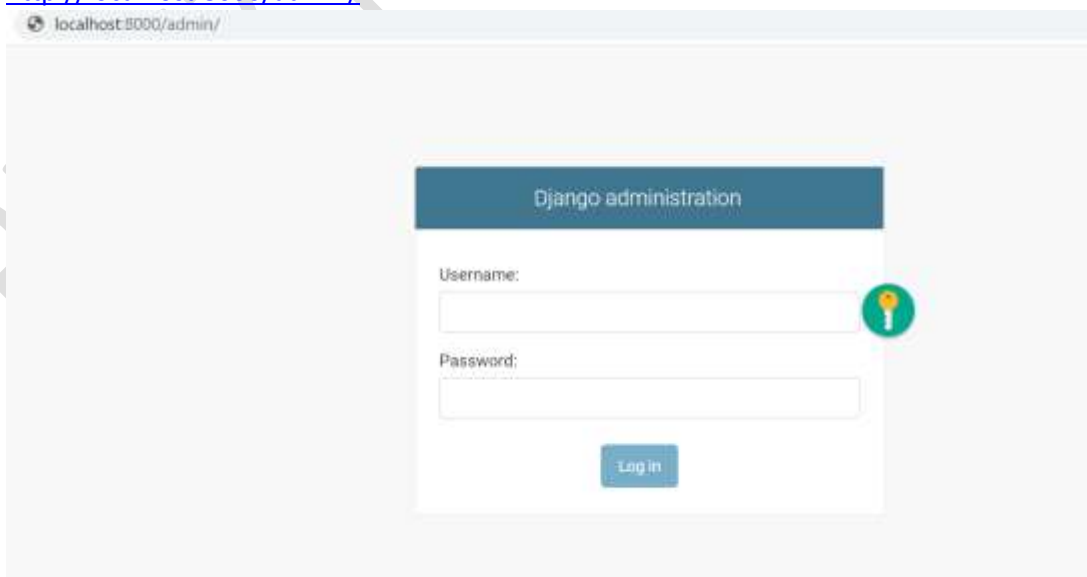 localhost:8000/admin/
Django administration
Username:
Password:
Log in